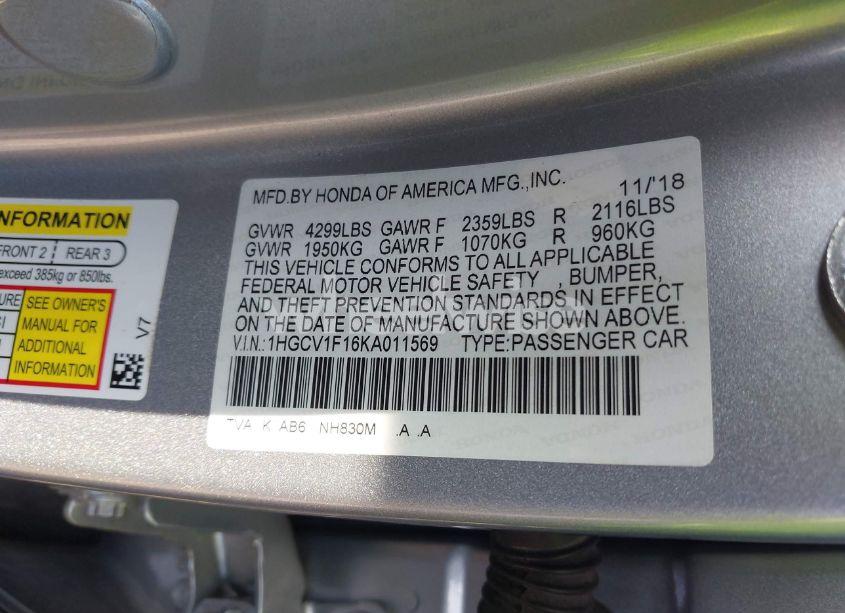 MFD.BY HONDA OF AMERICA MFG.,INC. 11/'18
GVWR 4299LBS GAWR F 2359LBS R 2116LBS
GVWR 1950KG GAWR F 1070KG R 960KG
THIS VEHICLE CONFORMS TO ALL APPLICABLE
FEDERAL MOTOR VEHICLE SAFETY , BUMPER,
AND THEFT PREVENTION STANDARDS IN EFFECT
ON THE DATE OF MANUFACTURE SHOWN ABOVE.
V.I.N.:1HGCV1F16KA011569 TYPE:PASSENGER CAR
TVA K AB6 NH830M .A .A
INFORMATION
FRONT 2 REAR 3
exceed 385kg or 850lbs.
SEE OWNER'S
MANUAL FOR
ADDITIONAL
INFORMATION
V7